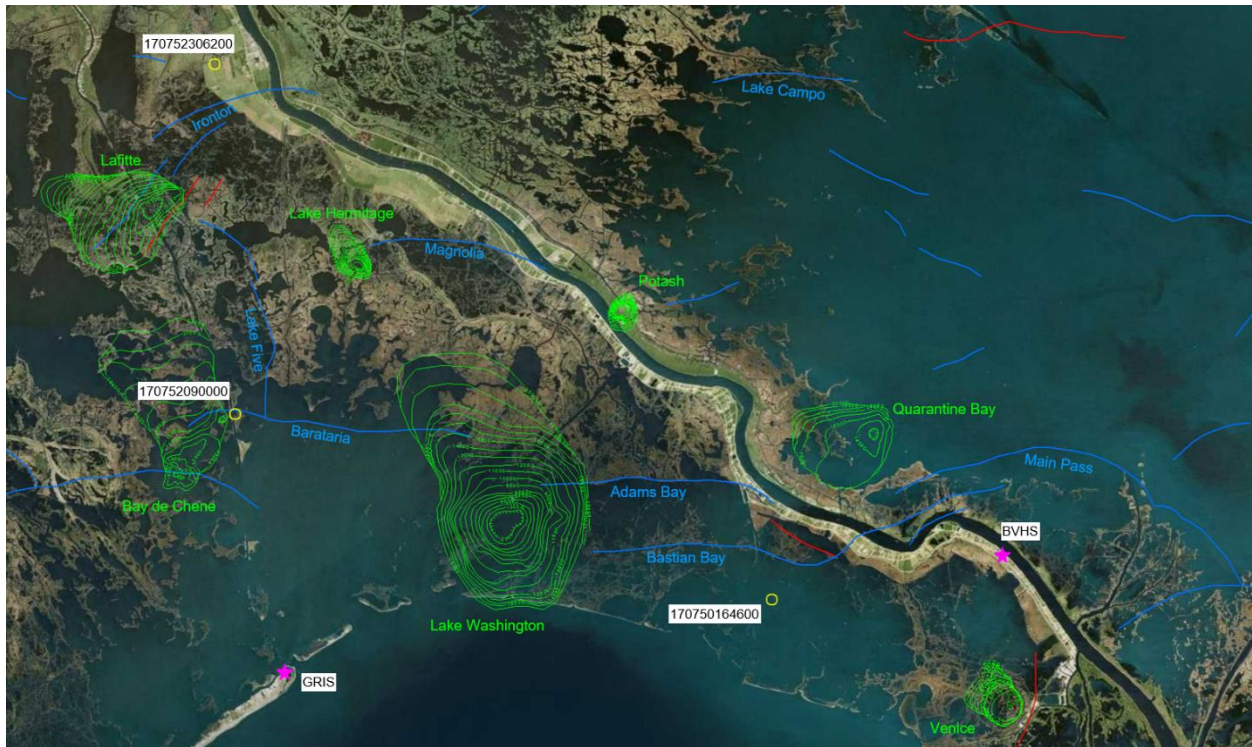 170752306200
Lake Campo
Ironton
Lafitte
Lake Hermitage
Magnolia
Potash
Lake Five
170752090000
Quarantine Bay
Barataria
Main Pass
Adams Bay
Bay de Chene
BVHS
Bastian Bay
170750164600
Lake Washington
GRIS
Venice